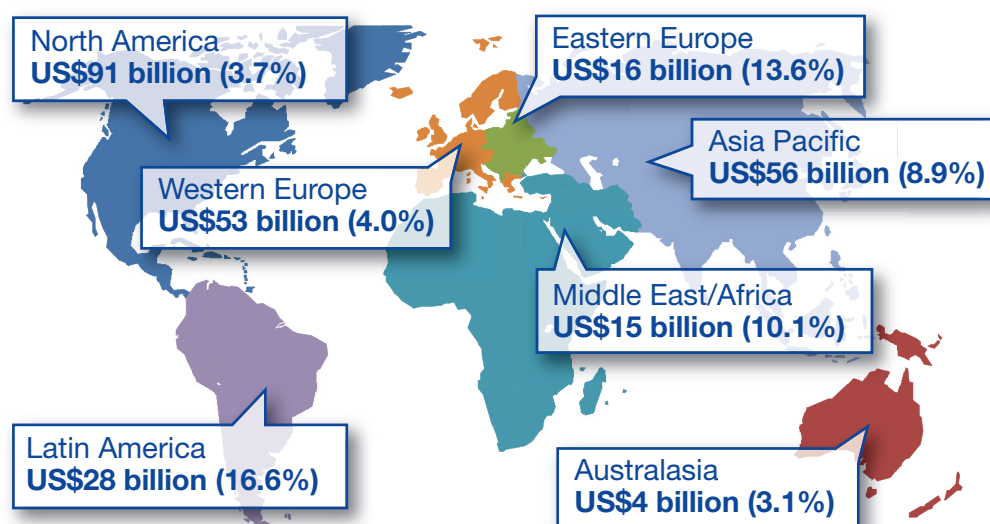 North America
US$91 billion (3.7%)
Eastern Europe
US$16 billion (13.6%)
Asia Pacific
US$56 billion (8.9%)
Western Europe
US$53 billion (4.0%)
Middle East/Africa
US$15 billion (10.1%)
Latin America
US$28 billion (16.6%)
Australasia
US$4 billion (3.1%)